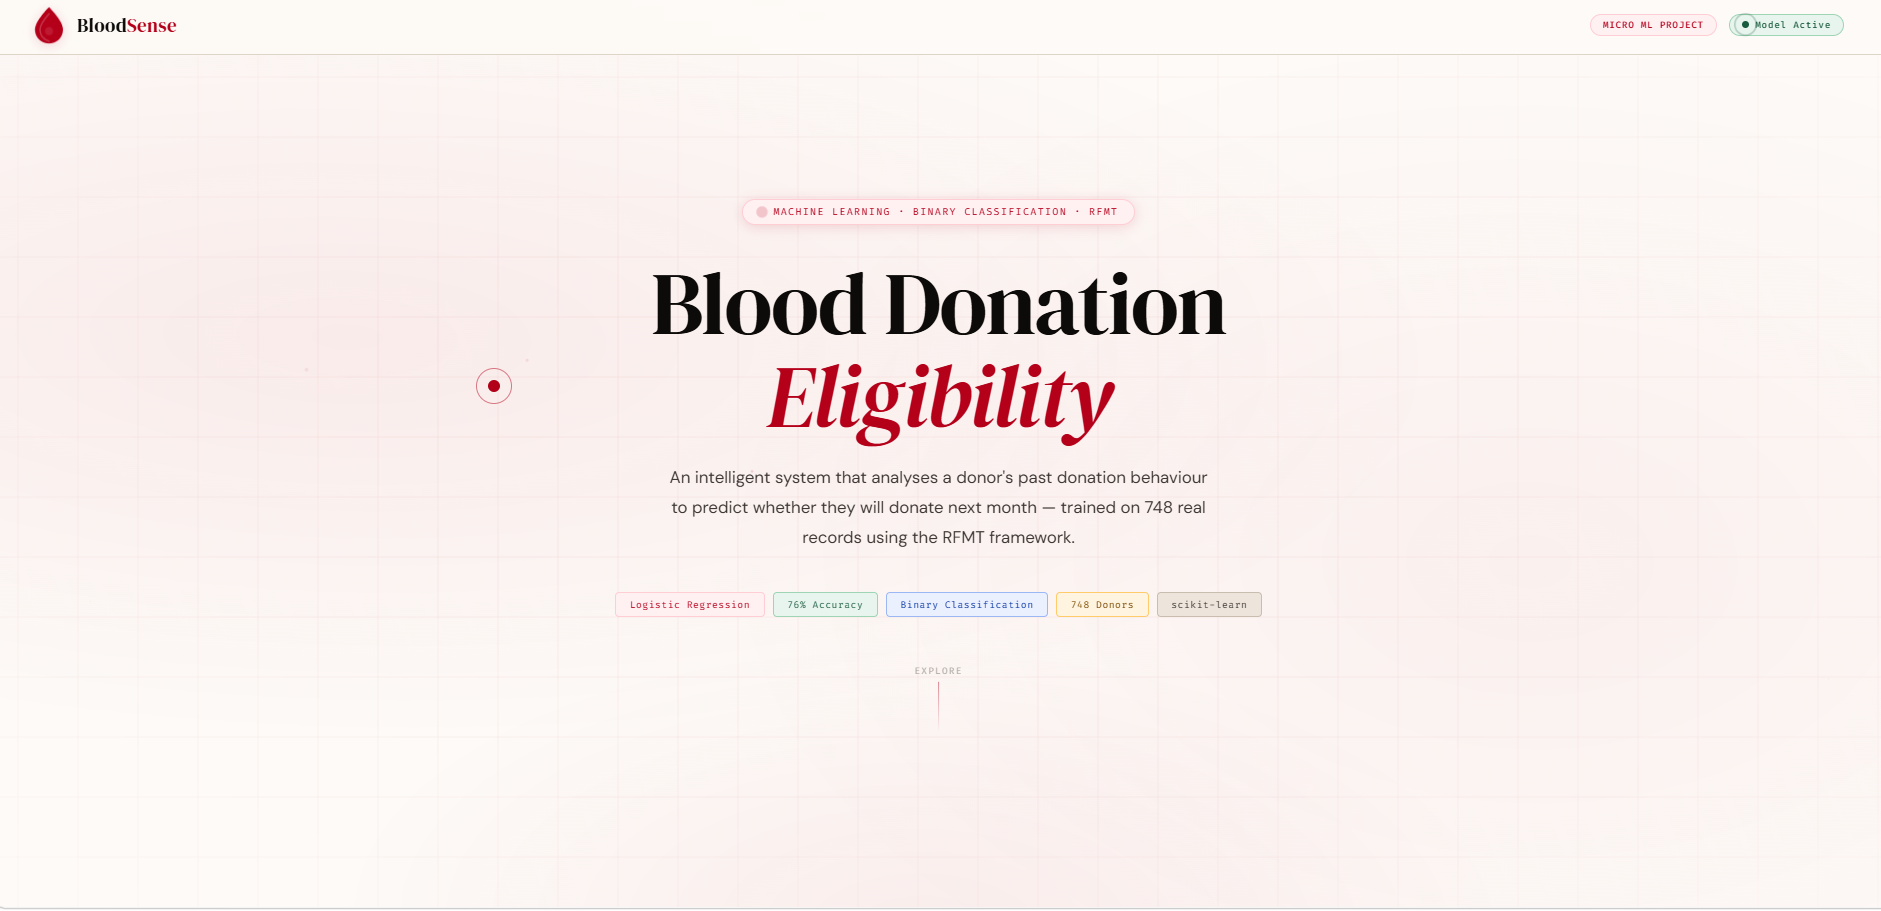 BloodSense
MICRO ML PROJECT
Model Active
MACHINE LEARNING · BINARY CLASSIFICATION · RFMT
Blood Donation
Eligibility
An intelligent system that analyses a donor's past donation behaviour
to predict whether they will donate next month — trained on 748 real
records using the RFMT framework.
Logistic Regression
76% Accuracy
Binary Classification
748 Donors
scikit-learn
EXPLORE